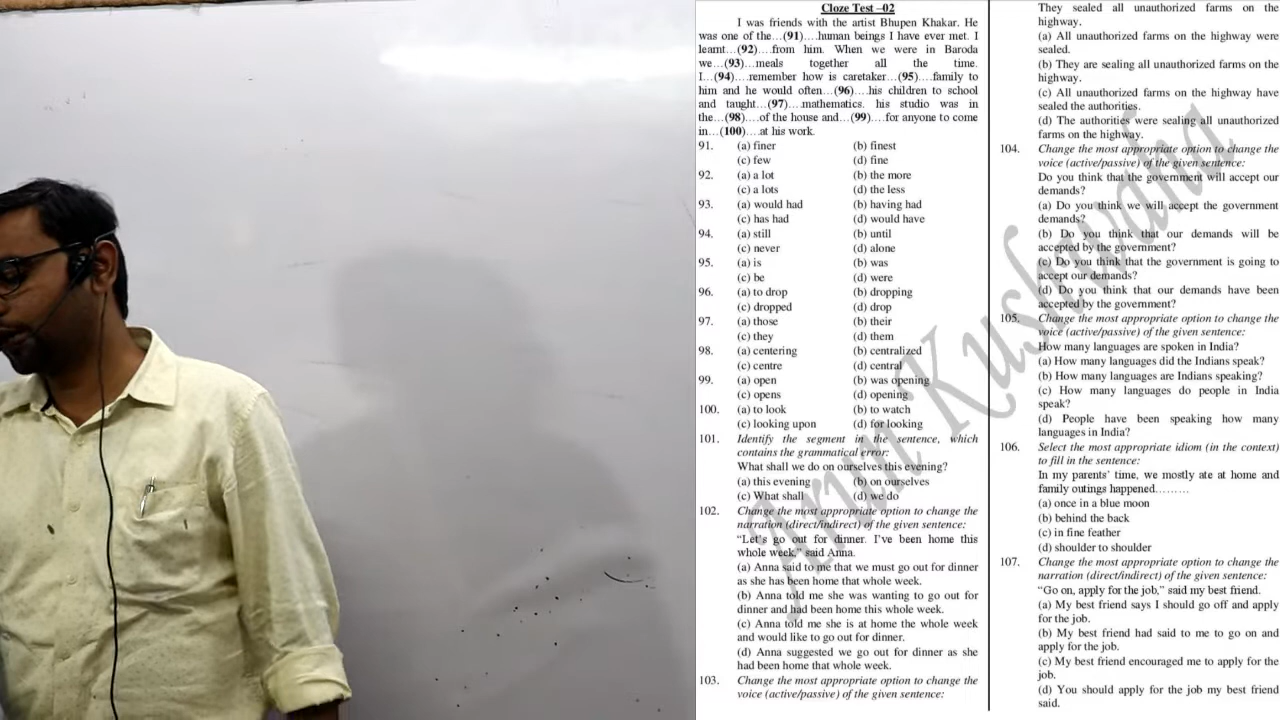 Cloze Test –02
I was friends with the artist Bhupen Khakar. He
was one of the…(91)….human beings I have ever met. I
learnt…(92)….from him. When we were in Baroda
we…(93)…meals together all the time.
I…(94)….remember how is caretaker…(95)….family to
him and he would often…(96)….his children to school
and taught…(97)….mathematics. his studio was in
the…(98)….of the house and…(99)….for anyone to come
in…(100)….at his work.
91. (a) finer (b) finest
(c) few (d) fine
92. (a) a lot (b) the more
(c) a lots (d) the less
93. (a) would had (b) having had
(c) has had (d) would have
94. (a) still (b) until
(c) never (d) alone
95. (a) is (b) was
(c) be (d) were
96. (a) to drop (b) dropping
(c) dropped (d) drop
97. (a) those (b) their
(c) they (d) them
98. (a) centering (b) centralized
(c) centre (d) central
99. (a) open (b) was opening
(c) opens (d) opening
100. (a) to look (b) to watch
(c) looking upon (d) for looking
101. Identify the segment in the sentence, which
contains the grammatical error:
What shall we do on ourselves this evening?
(a) this evening (b) on ourselves
(c) What shall (d) we do
102. Change the most appropriate option to change the
narration (direct/indirect) of the given sentence:
“Let’s go out for dinner. I’ve been home this
whole week,” said Anna.
(a) Anna said to me that we must go out for dinner
as she has been home that whole week.
(b) Anna told me she was wanting to go out for
dinner and had been home this whole week.
(c) Anna told me she is at home the whole week
and would like to go out for dinner.
(d) Anna suggested we go out for dinner as she
had been home that whole week.
103. Change the most appropriate option to change the
voice (active/passive) of the given sentence:
They sealed all unauthorized farms on the
highway.
(a) All unauthorized farms on the highway were
sealed.
(b) They are sealing all unauthorized farms on the
highway.
(c) All unauthorized farms on the highway have
sealed the authorities.
(d) The authorities were sealing all unauthorized
farms on the highway.
104. Change the most appropriate option to change the
voice (active/passive) of the given sentence:
Do you think that the government will accept our
demands?
(a) Do you think we will accept the government
demands?
(b) Do you think that our demands will be
accepted by the government?
(c) Do you think that the government is going to
accept our demands?
(d) Do you think that our demands have been
accepted by the government?
105. Change the most appropriate option to change the
voice (active/passive) of the given sentence:
How many languages are spoken in India?
(a) How many languages did the Indians speak?
(b) How many languages are Indians speaking?
(c) How many languages do people in India
speak?
(d) People have been speaking how many
languages in India?
106. Select the most appropriate idiom (in the context)
to fill in the sentence:
In my parents’ time, we mostly ate at home and
family outings happened………
(a) once in a blue moon
(b) behind the back
(c) in fine feather
(d) shoulder to shoulder
107. Change the most appropriate option to change the
narration (direct/indirect) of the given sentence:
“Go on, apply for the job,” said my best friend.
(a) My best friend says I should go off and apply
for the job.
(b) My best friend had said to me to go on and
apply for the job.
(c) My best friend encouraged me to apply for the
job.
(d) You should apply for the job my best friend
said.
Arun Kushwaha